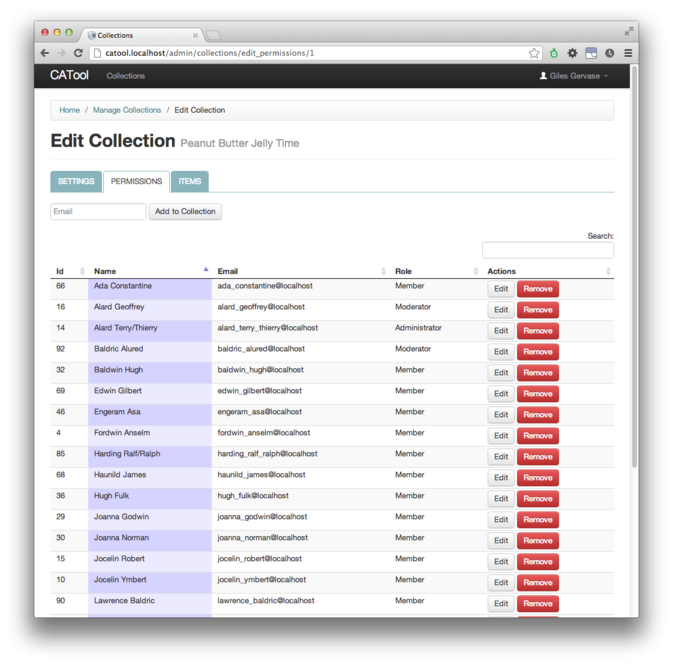 Collections
catool.localhost/admin/collections/edit_permissions/1
CATool Collections Giles Gervase
Home / Manage Collections / Edit Collection
Edit Collection Peanut Butter Jelly Time
SETTINGS PERMISSIONS ITEMS
Email Add to Collection
Search:
Id Name Email Role Actions
66 Ada Constantine ada_constantine@localhost Member Edit Remove
16 Alard Geoffrey alard_geoffrey@localhost Moderator Edit Remove
14 Alard Terry/Thierry alard_terry_thierry@localhost Administrator Edit Remove
92 Baldric Alured baldric_alured@localhost Moderator Edit Remove
32 Baldwin Hugh baldwin_hugh@localhost Member Edit Remove
69 Edwin Gilbert edwin_gilbert@localhost Member Edit Remove
46 Engeram Asa engeram_asa@localhost Member Edit Remove
4 Fordwin Anselm fordwin_anselm@localhost Member Edit Remove
85 Harding Ralf/Ralph harding_ralf_ralph@localhost Member Edit Remove
68 Haunild James haunild_james@localhost Member Edit Remove
36 Hugh Fulk hugh_fulk@localhost Member Edit Remove
29 Joanna Godwin joanna_godwin@localhost Member Edit Remove
30 Joanna Norman joanna_norman@localhost Member Edit Remove
15 Jocelin Robert jocelin_robert@localhost Member Edit Remove
10 Jocelin Ymbert jocelin_ymbert@localhost Member Edit Remove
90 Lawrence Baldric lawrence_baldric@localhost Member Edit Remove